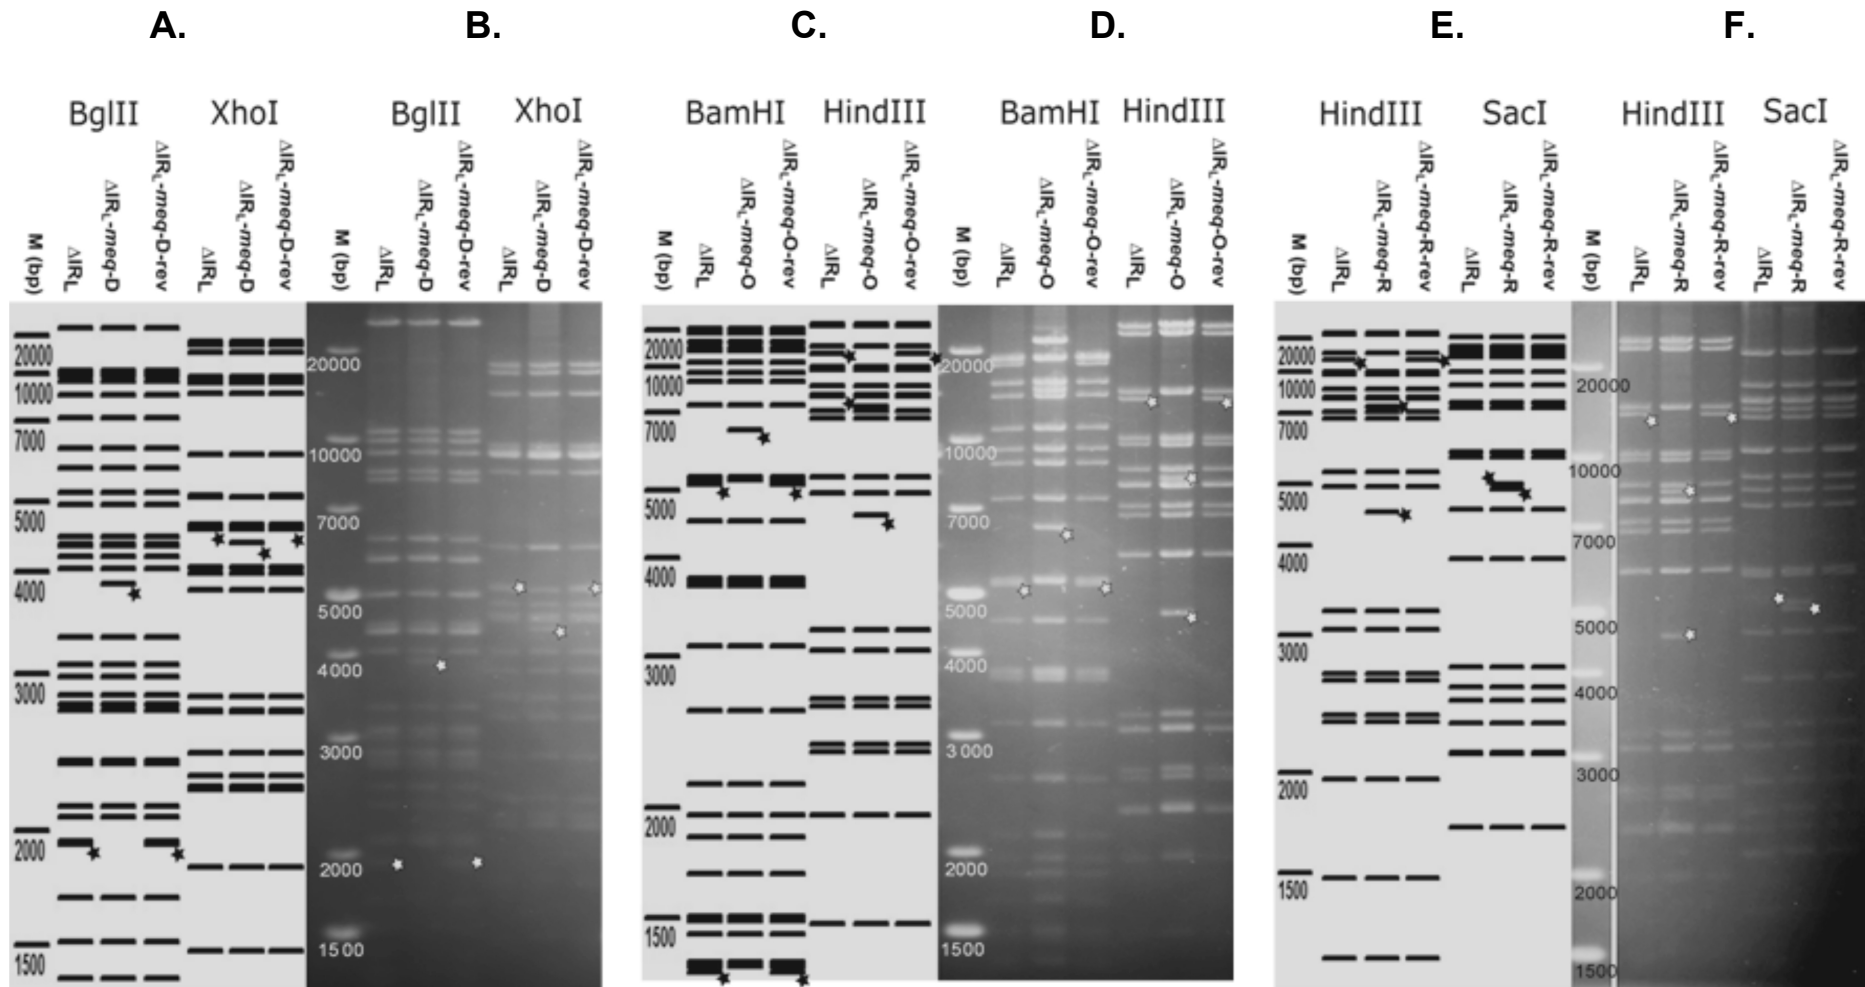 A.
B.
C.
D.
E.
F.
BglII
XhoI
BglII
XhoI
BamHI
HindIII
BamHI
HindIII
HindIII
SacI
HindIII
SacI
M (bp)
ΔIRL
ΔIRL-meq-D
ΔIRL-meq-D-rev
ΔIRL
ΔIRL-meq-D
ΔIRL-meq-D-rev
M (bp)
ΔIRL
ΔIRL-meq-D
ΔIRL-meq-D-rev
ΔIRL
ΔIRL-meq-D
ΔIRL-meq-D-rev
M (bp)
ΔIRL
ΔIRL-meq-O
ΔIRL-meq-O-rev
ΔIRL
ΔIRL-meq-O
ΔIRL-meq-O-rev
M (bp)
ΔIRL
ΔIRL-meq-O
ΔIRL-meq-O-rev
ΔIRL
ΔIRL-meq-O
ΔIRL-meq-O-rev
M (bp)
ΔIRL
ΔIRL-meq-R
ΔIRL-meq-R-rev
ΔIRL
ΔIRL-meq-R
ΔIRL-meq-R-rev
M (bp)
ΔIRL
ΔIRL-meq-R
ΔIRL-meq-R-rev
ΔIRL
ΔIRL-meq-R
ΔIRL-meq-R-rev
20000
10000
7000
5000
4000
3000
2000
1500
20000
10000
7000
5000
4000
3000
2000
1500
20000
10000
7000
5000
4000
3000
2000
1500
20000
10000
7000
5000
4000
3000
2000
1500
20000
10000
7000
5000
4000
3000
2000
1500
20000
10000
7000
5000
4000
3000
2000
1500